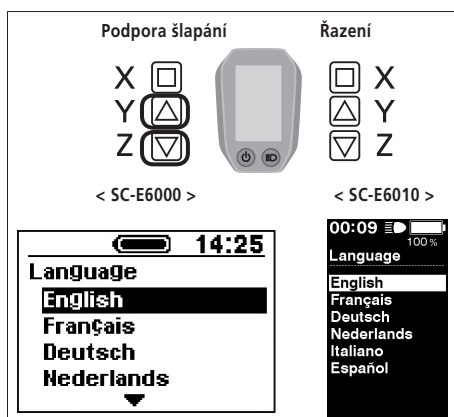 Podpora šlapání Řazení
X X
Y Y
Z Z
< SC-E6000 > < SC-E6010 >
14:25
Language
English
Français
Deutsch
Nederlands
00:09
100 %
Language
English
Français
Deutsch
Nederlands
Italiano
Español